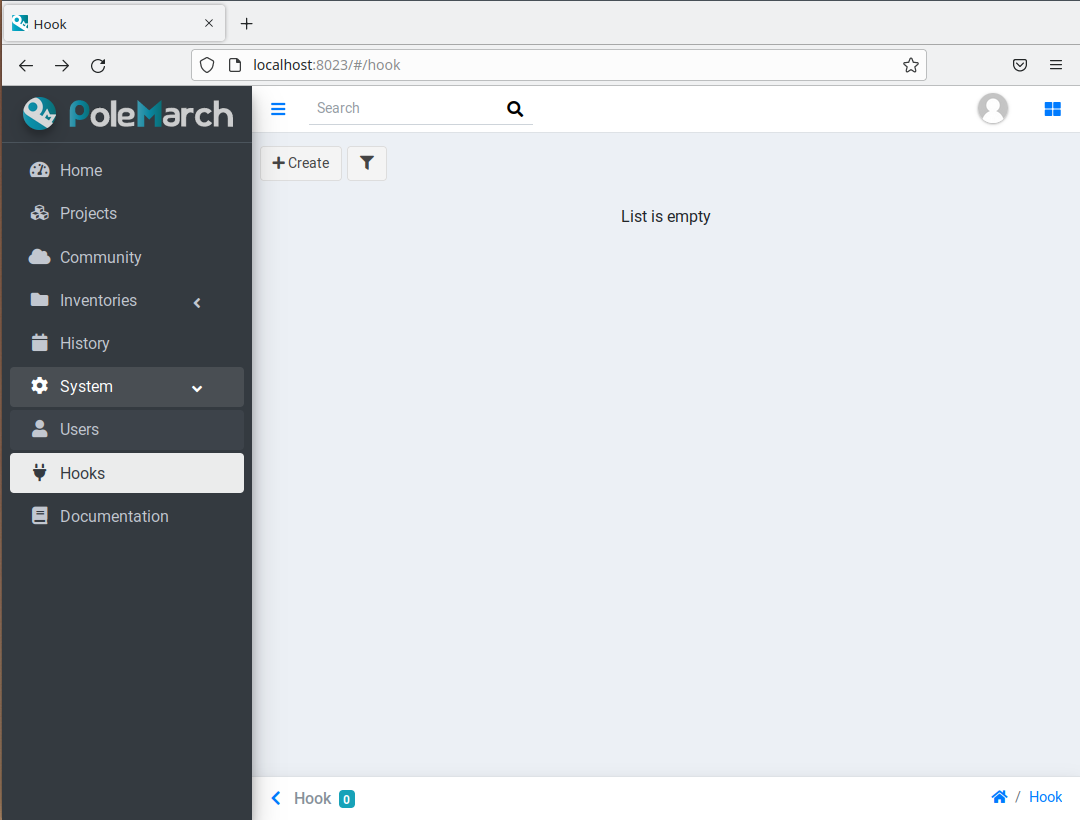 Hook
localhost:8023/#/hook
PoleMarch
Search
Home
Projects
Community
Inventories
History
System
Users
Hooks
Documentation
Create
List is empty
Hook 0
/ Hook